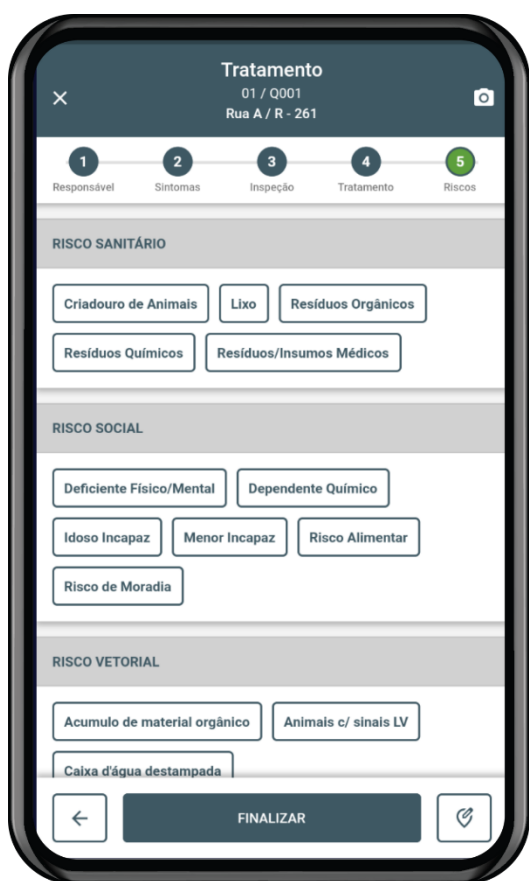 Tratamento
01 / Q001
Rua A / R - 261
1 2 3 4 5
Responsável Sintomas Inspeção Tratamento Riscos
RISCO SANITÁRIO
Criadouro de Animais Lixo Resíduos Orgânicos
Resíduos Químicos Resíduos/Insumos Médicos
RISCO SOCIAL
Deficiente Físico/Mental Dependente Químico
Idoso Incapaz Menor Incapaz Risco Alimentar
Risco de Moradia
RISCO VETORIAL
Acumulo de material orgânico Animais c/ sinais LV
Caixa d'água destampada
FINALIZAR